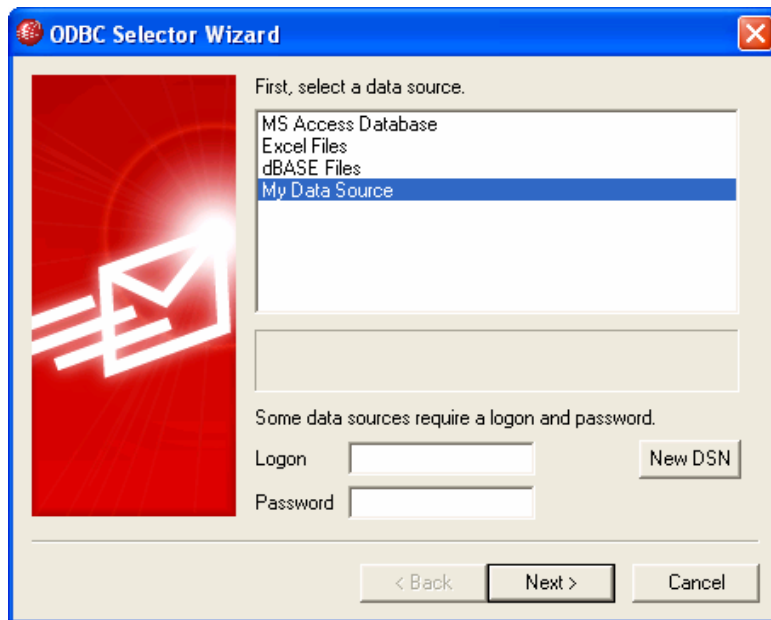 ODBC Selector Wizard
First, select a data source.
MS Access Database
Excel Files
dBASE Files
My Data Source
Some data sources require a logon and password.
Logon
New DSN
Password
< Back
Next >
Cancel